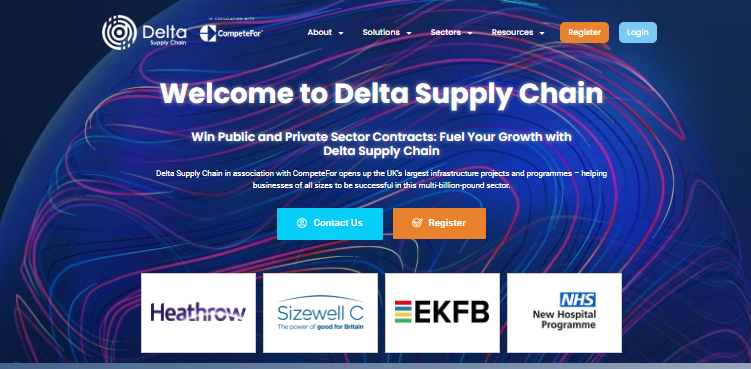 Delta
Supply Chain
IN ASSOCIATION WITH
CompeteFor
About
Solutions
Sectors
Resources
Register
Login
Welcome to Delta Supply Chain
Win Public and Private Sector Contracts: Fuel Your Growth with
Delta Supply Chain
Delta Supply Chain in association with CompeteFor opens up the UK's largest infrastructure projects and programmes – helping
businesses of all sizes to be successful in this multi-billion-pound sector.
Contact Us
Register
Heathrow
Sizewell C
The power of good for Britain
EKFB
NHS
New Hospital
Programme